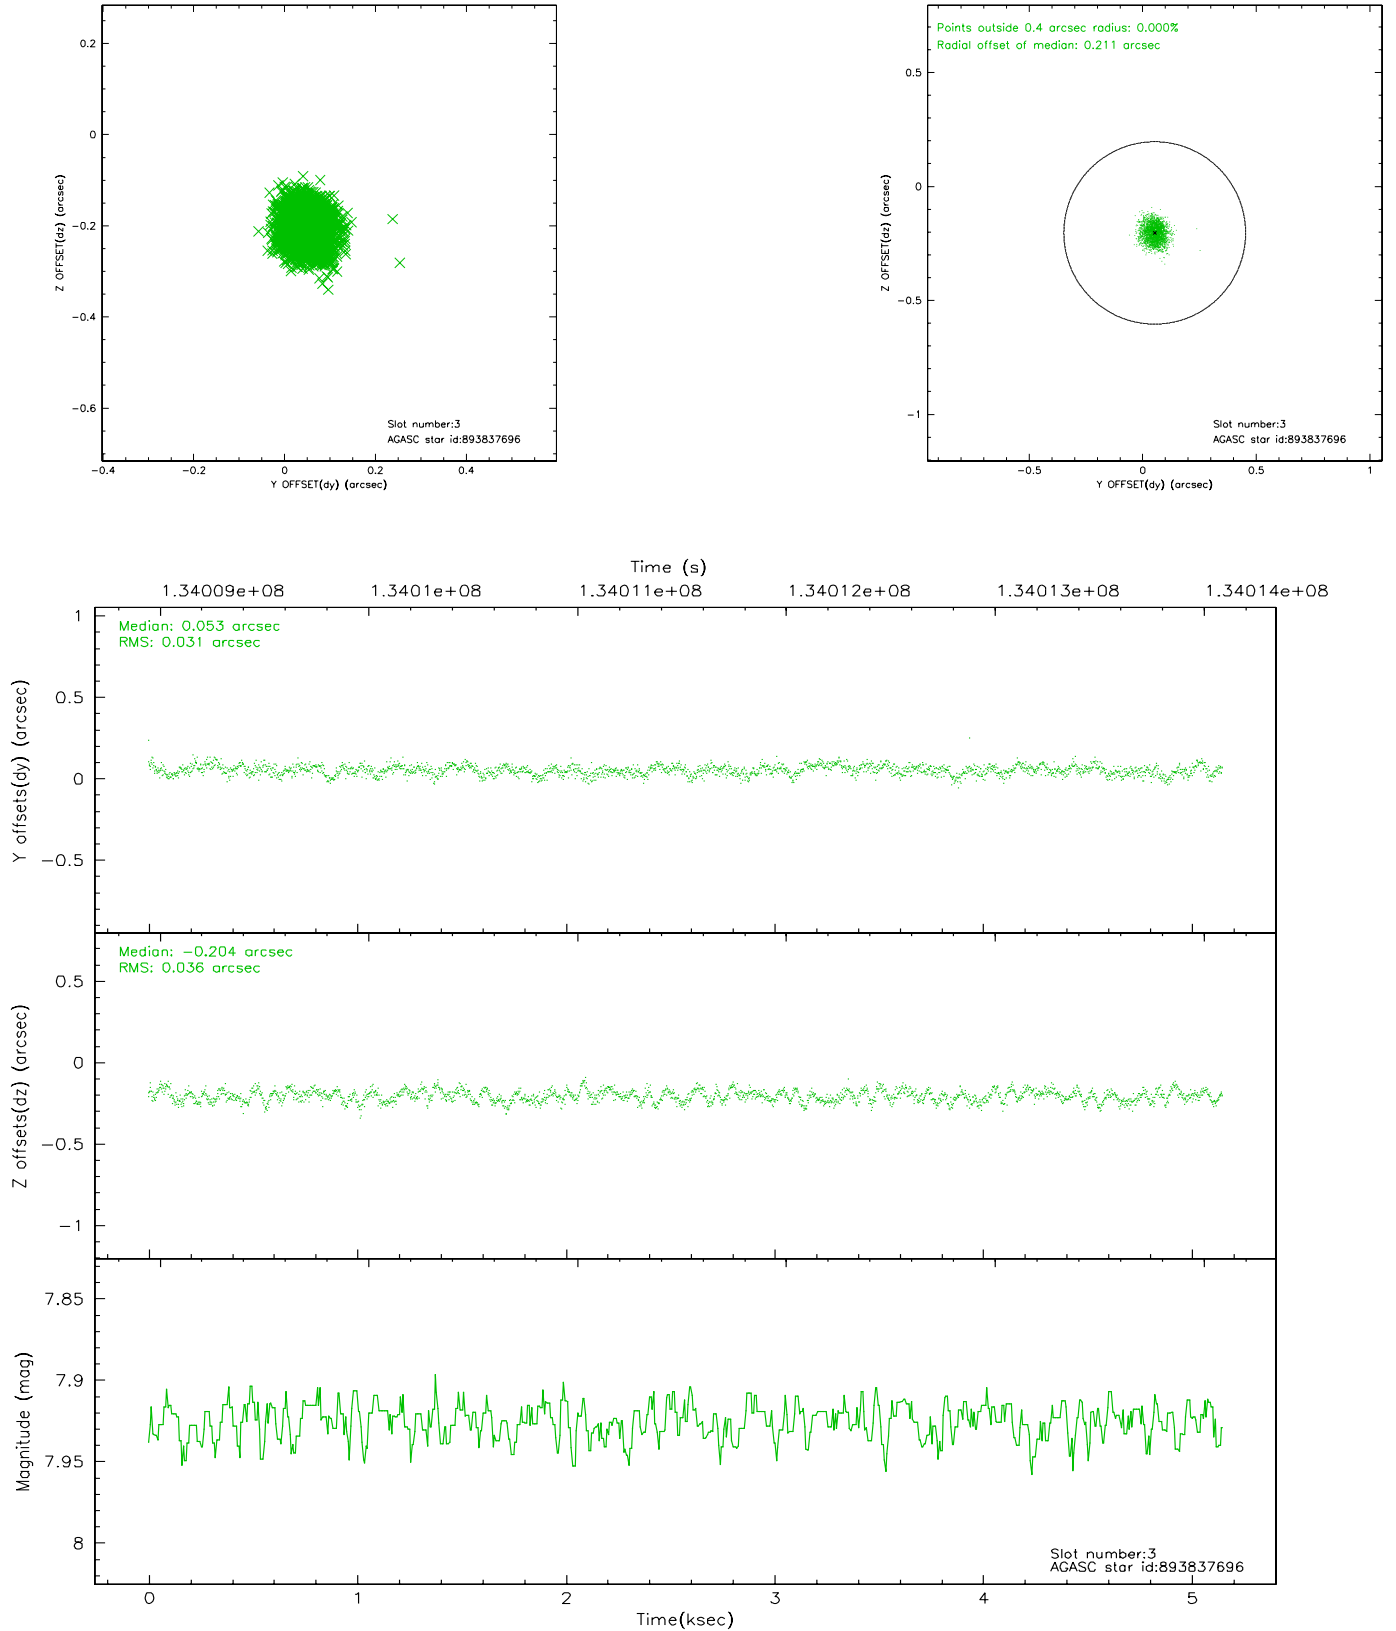 0.2
0
−0.2
−0.4
−0.6
Z OFFSET(dz) (arcsec)
Slot number:3
AGASC star id:893837696
−0.4 −0.2 0 0.2 0.4
Y OFFSET(dy) (arcsec)
Points outside 0.4 arcsec radius: 0.000%
Radial offset of median: 0.211 arcsec
0.5
0
−0.5
−1
Z OFFSET(dz) (arcsec)
Slot number:3
AGASC star id:893837696
−0.5 0 0.5 1
Y OFFSET(dy) (arcsec)
Time (s)
1.34009e+08 1.3401e+08 1.34011e+08 1.34012e+08 1.34013e+08 1.34014e+08
Median: 0.053 arcsec
RMS: 0.031 arcsec
1
0.5
0
−0.5
Y offsets(dy) (arcsec)
Median: −0.204 arcsec
RMS: 0.036 arcsec
0.5
0
−0.5
−1
Z offsets(dz) (arcsec)
7.85
7.9
7.95
8
Magnitude (mag)
Slot number:3
AGASC star id:893837696
0 1 2 3 4 5
Time(ksec)